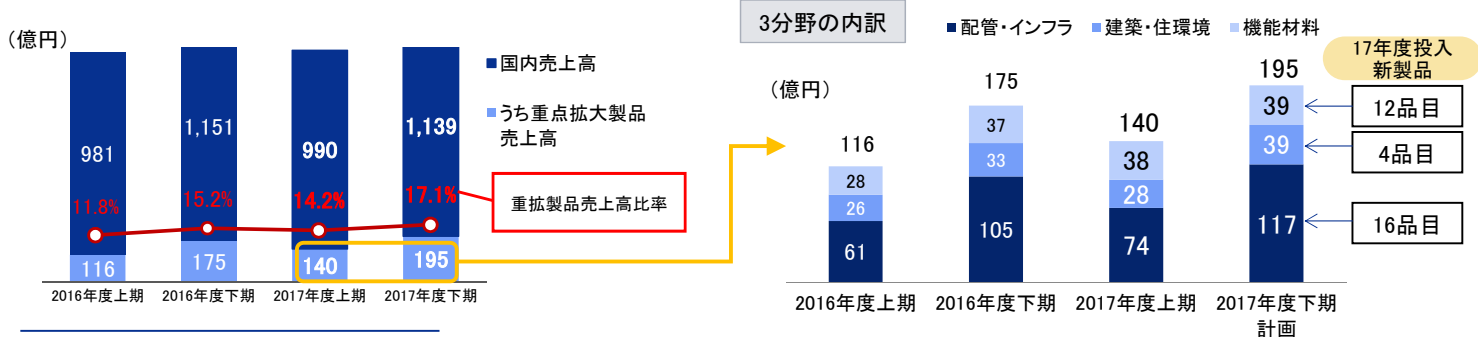 (億円)
■国内売上高
■うち重点拡大製品
売上高
981
1,151
990
1,139
11.8%
15.2%
14.2%
17.1%
重拡製品売上高比率
116
175
140
195
2016年度上期
2016年度下期
2017年度上期
2017年度下期
3分野の内訳
■配管・インフラ ■建築・住環境 ■機能材料
17年度投入
新製品
(億円)
116
175
140
195
28
37
38
39
26
33
28
39
61
105
74
117
12品目
4品目
16品目
2016年度上期
2016年度下期
2017年度上期
2017年度下期
計画